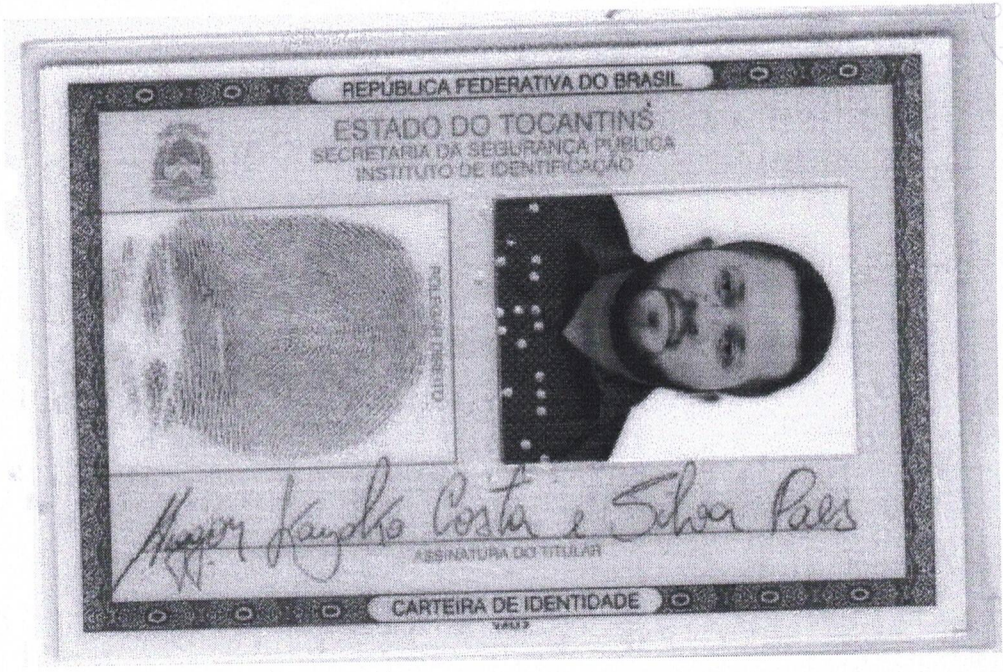 REPÚBLICA FEDERATIVA DO BRASIL
ESTADO DO TOCANTINS
SECRETARIA DA SEGURANÇA PÚBLICA
INSTITUTO DE IDENTIFICAÇÃO
POLEGAR DIREITO
Costa e Silva Paes
ASSINATURA DO TITULAR
CARTEIRA DE IDENTIDADE